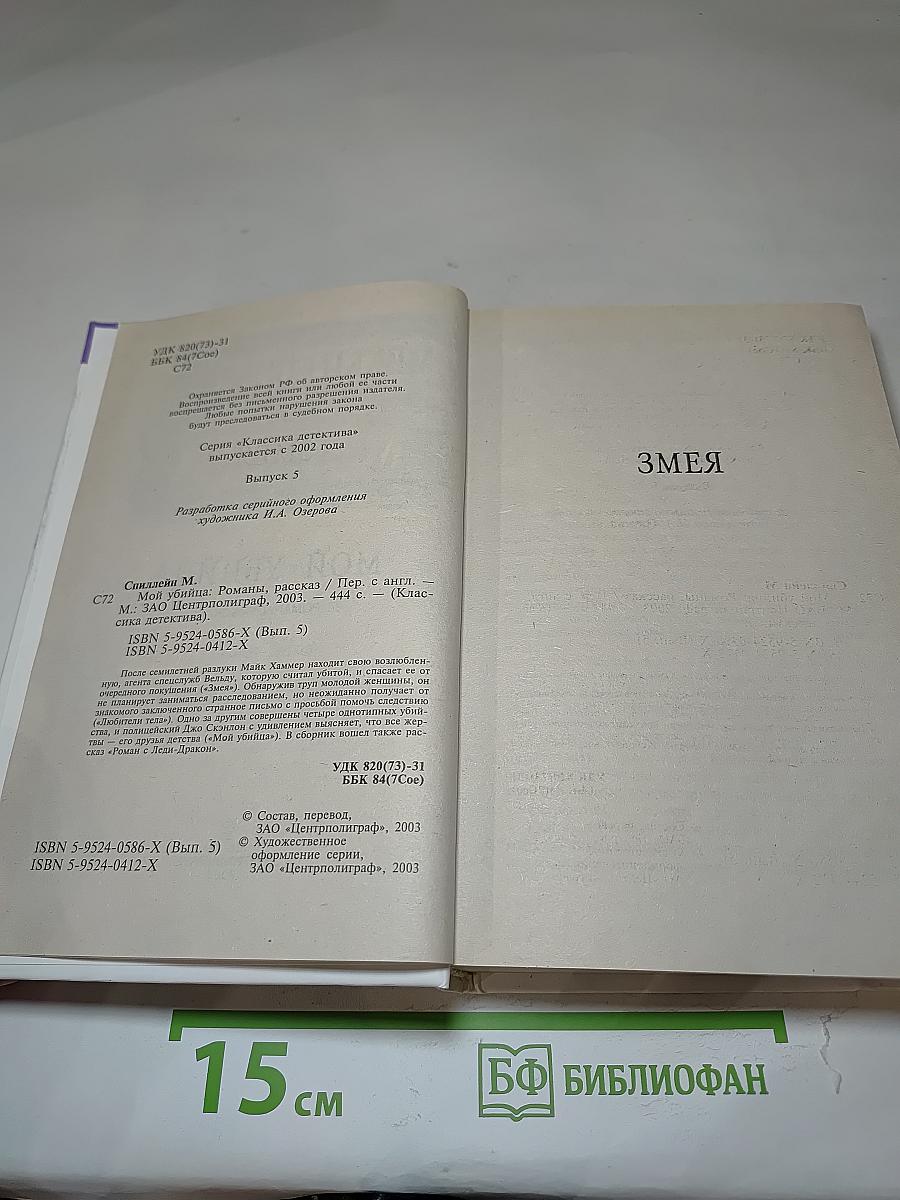 УДК 820(73)-31
ББК 84(7Сое)
С72
Охраняется Законом РФ об авторском праве.
Воспроизведение всей книги или любой ее части
воспрещается без письменного разрешения издателя.
Любые попытки нарушения закона
будут преследоваться в судебном порядке.
Серия «Классика детектива»
выпускается с 2002 года
Выпуск 5
Разработка серийного оформления
художника И.А. Озерова
Спиллейн М.
С72 Мой убийца: Романы, рассказ / Пер. с англ. —
М.: ЗАО Центрполиграф, 2003. — 444 с. — (Клас-
сика детектива).
ISBN 5-9524-0586-X (Вып. 5)
ISBN 5-9524-0412-X
После семилетней разлуки Майк Хаммер находит свою возлюблен-
ную, агента спецслужб Вельду, которую считал убитой, и спасает ее от
очередного покушения («Змея»). Обнаружив труп молодой женщины, он
не планирует заниматься расследованием, но неожиданно получает от
знакомого заключенного странное письмо с просьбой помочь следствию
(«Любители тела»). Одно за другим совершены четыре однотипных убий-
ства, и полицейский Джо Скэнлон с удивлением выясняет, что все жер-
твы — его друзья детства («Мой убийца»). В сборник вошел также рас-
сказ «Роман с Леди-Дракон».
УДК 820(73)-31
ББК 84(7Сое)
© Состав, перевод,
ЗАО «Центрполиграф», 2003
© Художественное
оформление серии,
ЗАО «Центрполиграф», 2003
ISBN 5-9524-0586-X (Вып. 5)
ISBN 5-9524-0412-X
ЗМЕЯ
15 см
БФ БИБЛИОФАН